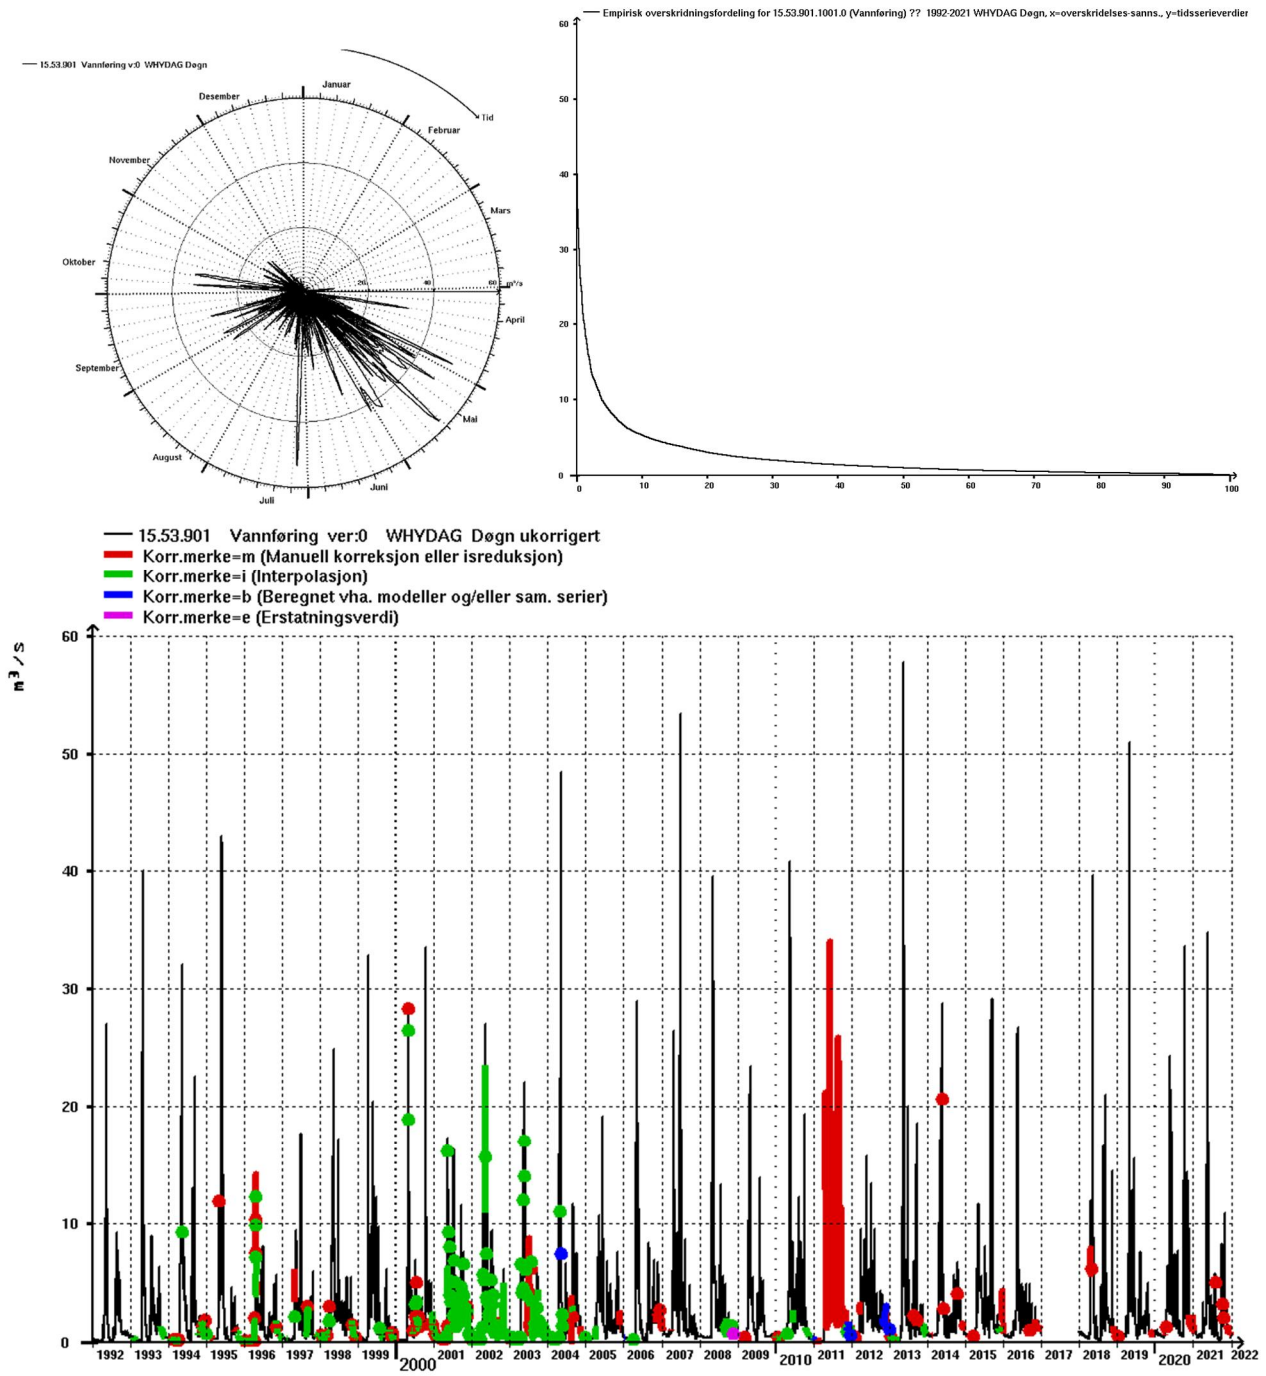 Empirisk overskridningsfordeling for 15.53.901.1001.0 (Vannføring) ?? 1992-2021 WHYDAG Døgn, x=overskridelses-sanns., y=tidsserieverdier
15.53.901 Vannføring v:0 WHYDAG Døgn
Tid
Januar
Februar
Mars
April
Mai
Juni
Juli
August
September
Oktober
November
Desember
20 40 60 m³/s
60
50
40
30
20
10
0
0 10 20 30 40 50 60 70 80 90 100
15.53.901 Vannføring ver:0 WHYDAG Døgn ukorrigert
Korr.merke=m (Manuell korreksjon eller isreduksjon)
Korr.merke=i (Interpolasjon)
Korr.merke=b (Beregnet vha. modeller og/eller sam. serier)
Korr.merke=e (Erstatningsverdi)
m³/s
60
50
40
30
20
10
0
1992 1993 1994 1995 1996 1997 1998 1999 2000 2001 2002 2003 2004 2005 2006 2007 2008 2009 2010 2011 2012 2013 2014 2015 2016 2017 2018 2019 2020 2021 2022